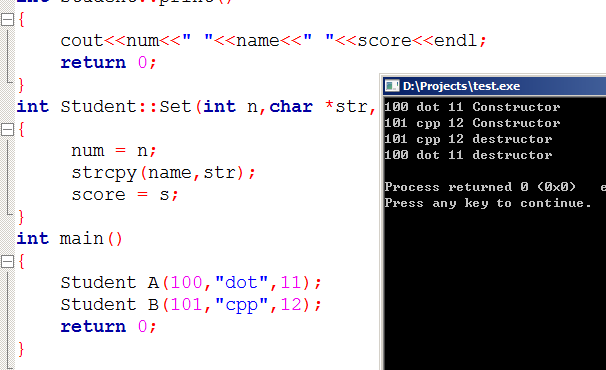 int Student::print()
{
cout<<num<<" "<<name<<" "<<score<<endl;
return 0;
}
int Student::Set(int n,char *str,
{
num = n;
strcpy(name,str);
score = s;
}
int main()
{
Student A(100,"dot",11);
Student B(101,"cpp",12);
return 0;
}
D:\Projects\test.exe
100 dot 11 Constructor
101 cpp 12 Constructor
101 cpp 12 destructor
100 dot 11 destructor
Process returned 0 (0x0) e
Press any key to continue.